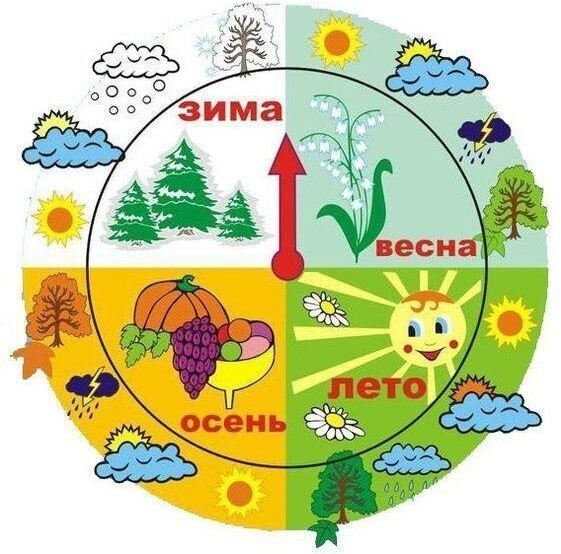 зима
весна
лето
осень